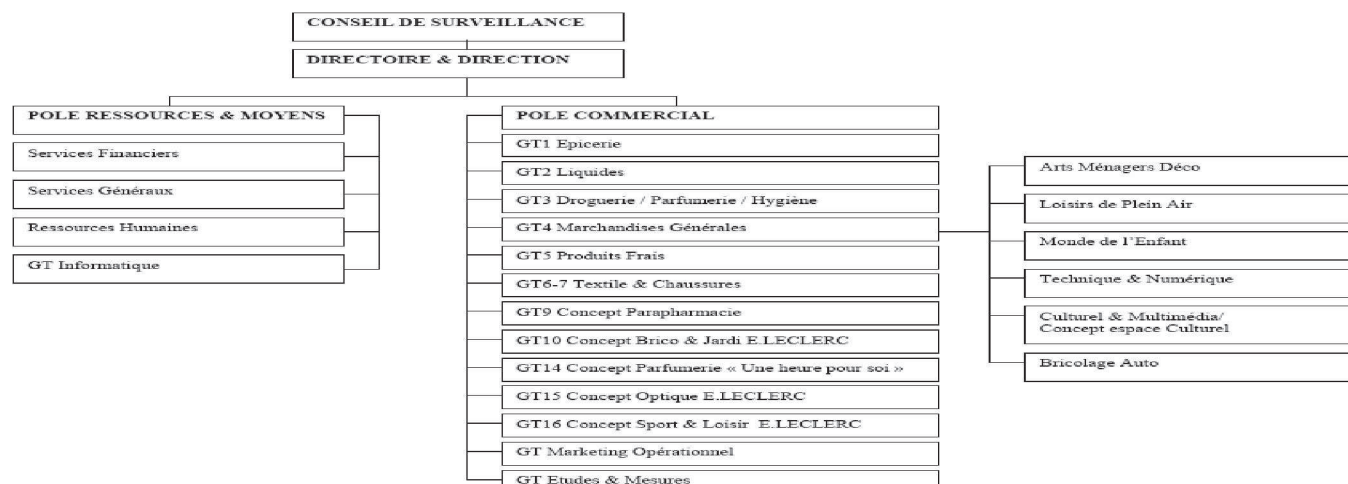 CONSEIL DE SURVEILLANCE
DIRECTOIRE & DIRECTION
POLE RESSOURCES & MOYENS
Services Financiers
Services Généraux
Ressources Humaines
GT Informatique
POLE COMMERCIAL
GT1 Epicerie
GT2 Liquides
GT3 Droguerie / Parfumerie / Hygiène
GT4 Marchandises Générales
GT5 Produits Frais
GT6-7 Textile & Chaussures
GT9 Concept Parapharmacie
GT10 Concept Brico & Jardi E.LECLERC
GT14 Concept Parfumerie « Une heure pour soi »
GT15 Concept Optique E.LECLERC
GT16 Concept Sport & Loisir E.LECLERC
GT Marketing Opérationnel
GT Etudes & Mesures
Arts Ménagers Déco
Loisirs de Plein Air
Monde de l'Enfant
Technique & Numérique
Culturel & Multimédia/
Concept espace Culturel
Bricolage Auto